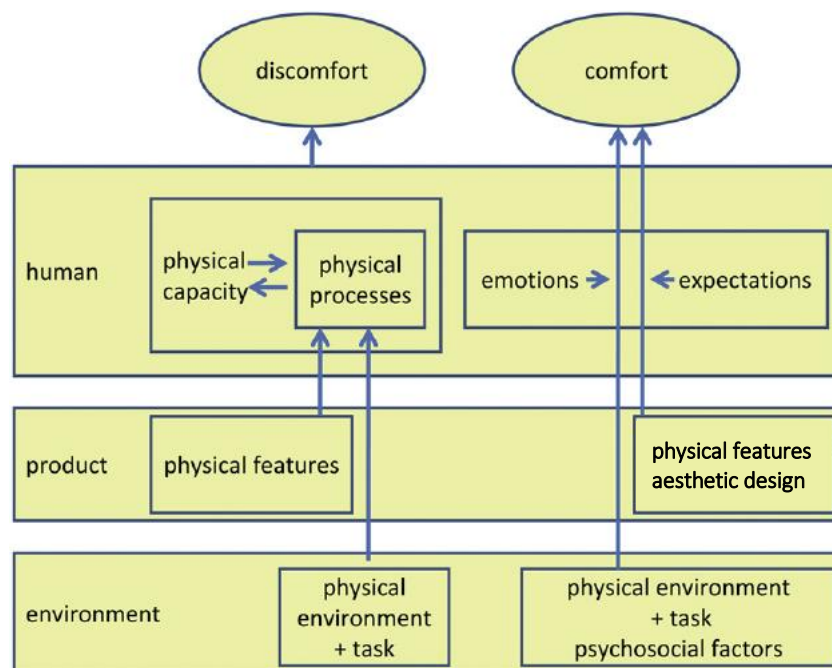 discomfort
comfort
human
physical
capacity
physical
processes
emotions
expectations
product
physical features
physical features
aesthetic design
environment
physical
environment
+ task
physical environment
+ task
psychosocial factors